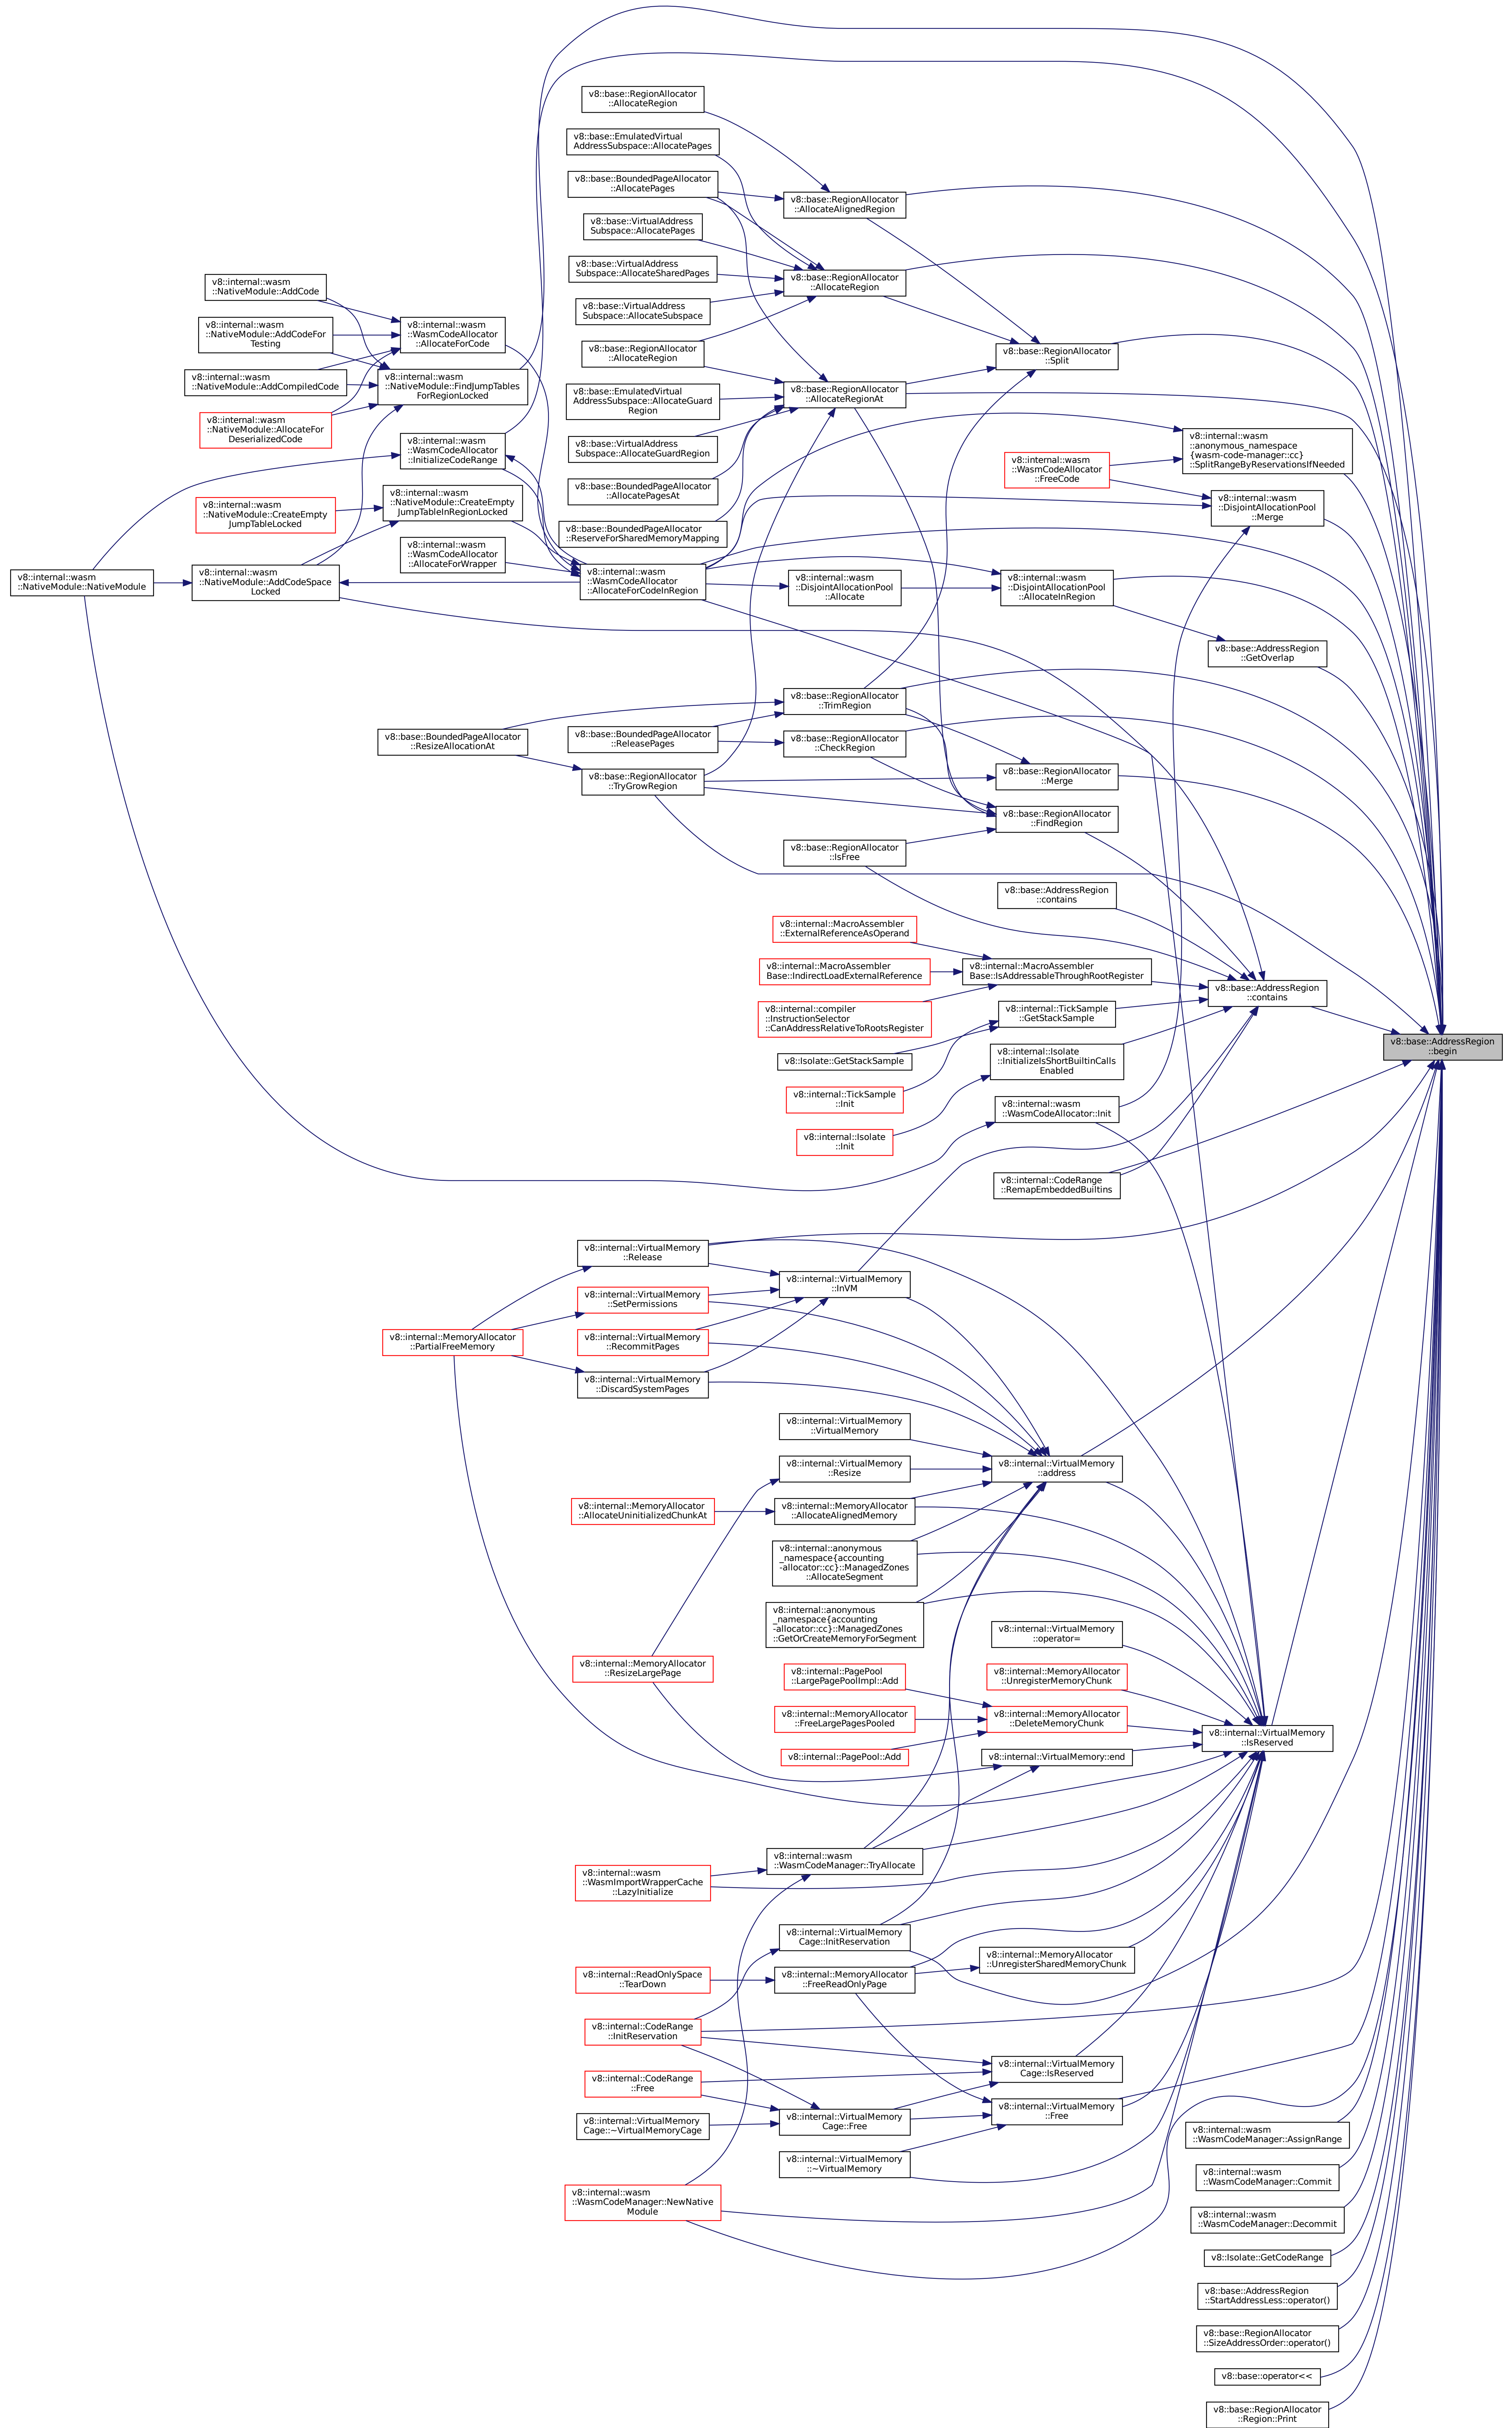 v8::base::RegionAllocator
::AllocateRegion
v8::base::EmulatedVirtual
AddressSubspace::AllocatePages
v8::base::BoundedPageAllocator
::AllocatePages
v8::base::RegionAllocator
::AllocateAlignedRegion
v8::base::VirtualAddress
Subspace::AllocatePages
v8::base::VirtualAddress
Subspace::AllocateSharedPages
v8::base::RegionAllocator
::AllocateRegion
v8::base::VirtualAddress
Subspace::AllocateSubspace
v8::internal::wasm
::NativeModule::AddCode
v8::internal::wasm
::NativeModule::AddCodeFor
Testing
v8::internal::wasm
::WasmCodeAllocator
::AllocateForCode
v8::base::RegionAllocator
::AllocateRegion
v8::base::RegionAllocator
::Split
v8::internal::wasm
::NativeModule::AddCompiledCode
v8::internal::wasm
::NativeModule::FindJumpTables
ForRegionLocked
v8::base::EmulatedVirtual
AddressSubspace::AllocateGuard
Region
v8::base::RegionAllocator
::AllocateRegionAt
v8::internal::wasm
::NativeModule::AllocateFor
DeserializedCode
v8::internal::wasm
::WasmCodeAllocator
::InitializeCodeRange
v8::base::VirtualAddress
Subspace::AllocateGuardRegion
v8::internal::wasm
::anonymous_namespace
{wasm-code-manager::cc}
::SplitRangeByReservationsIfNeeded
v8::internal::wasm
::WasmCodeAllocator
::FreeCode
v8::base::BoundedPageAllocator
::AllocatePagesAt
v8::internal::wasm
::NativeModule::CreateEmpty
JumpTableLocked
v8::internal::wasm
::NativeModule::CreateEmpty
JumpTableInRegionLocked
v8::internal::wasm
::DisjointAllocationPool
::Merge
v8::base::BoundedPageAllocator
::ReserveForSharedMemoryMapping
v8::internal::wasm
::WasmCodeAllocator
::AllocateForWrapper
v8::internal::wasm
::NativeModule::NativeModule
v8::internal::wasm
::NativeModule::AddCodeSpace
Locked
v8::internal::wasm
::WasmCodeAllocator
::AllocateForCodeInRegion
v8::internal::wasm
::DisjointAllocationPool
::Allocate
v8::internal::wasm
::DisjointAllocationPool
::AllocateInRegion
v8::base::AddressRegion
::GetOverlap
v8::base::RegionAllocator
::TrimRegion
v8::base::BoundedPageAllocator
::ResizeAllocationAt
v8::base::BoundedPageAllocator
::ReleasePages
v8::base::RegionAllocator
::CheckRegion
v8::base::RegionAllocator
::TryGrowRegion
v8::base::RegionAllocator
::Merge
v8::base::RegionAllocator
::FindRegion
v8::base::RegionAllocator
::IsFree
v8::base::AddressRegion
::contains
v8::internal::MacroAssembler
::ExternalReferenceAsOperand
v8::internal::MacroAssembler
Base::IndirectLoadExternalReference
v8::internal::MacroAssembler
Base::IsAddressableThroughRootRegister
v8::base::AddressRegion
::contains
v8::internal::compiler
::InstructionSelector
::CanAddressRelativeToRootsRegister
v8::internal::TickSample
::GetStackSample
v8::base::AddressRegion
::begin
v8::Isolate::GetStackSample
v8::internal::Isolate
::InitializeIsShortBuiltinCalls
Enabled
v8::internal::TickSample
::Init
v8::internal::wasm
::WasmCodeAllocator::Init
v8::internal::Isolate
::Init
v8::internal::CodeRange
::RemapEmbeddedBuiltins
v8::internal::VirtualMemory
::Release
v8::internal::VirtualMemory
::InVM
v8::internal::VirtualMemory
::SetPermissions
v8::internal::MemoryAllocator
::PartialFreeMemory
v8::internal::VirtualMemory
::RecommitPages
v8::internal::VirtualMemory
::DiscardSystemPages
v8::internal::VirtualMemory
::VirtualMemory
v8::internal::VirtualMemory
::Resize
v8::internal::VirtualMemory
::address
v8::internal::MemoryAllocator
::AllocateUninitializedChunkAt
v8::internal::MemoryAllocator
::AllocateAlignedMemory
v8::internal::anonymous
_namespace{accounting
-allocator::cc}::ManagedZones
::AllocateSegment
v8::internal::anonymous
_namespace{accounting
-allocator::cc}::ManagedZones
::GetOrCreateMemoryForSegment
v8::internal::VirtualMemory
::operator=
v8::internal::MemoryAllocator
::ResizeLargePage
v8::internal::PagePool
::LargePagePoolImpl::Add
v8::internal::MemoryAllocator
::UnregisterMemoryChunk
v8::internal::MemoryAllocator
::FreeLargePagesPooled
v8::internal::MemoryAllocator
::DeleteMemoryChunk
v8::internal::VirtualMemory
::IsReserved
v8::internal::PagePool::Add
v8::internal::VirtualMemory::end
v8::internal::wasm
::WasmCodeManager::TryAllocate
v8::internal::wasm
::WasmImportWrapperCache
::LazyInitialize
v8::internal::VirtualMemory
Cage::InitReservation
v8::internal::MemoryAllocator
::UnregisterSharedMemoryChunk
v8::internal::ReadOnlySpace
::TearDown
v8::internal::MemoryAllocator
::FreeReadOnlyPage
v8::internal::CodeRange
::InitReservation
v8::internal::VirtualMemory
Cage::IsReserved
v8::internal::CodeRange
::Free
v8::internal::VirtualMemory
::Free
v8::internal::VirtualMemory
Cage::~VirtualMemoryCage
v8::internal::VirtualMemory
Cage::Free
v8::internal::wasm
::WasmCodeManager::AssignRange
v8::internal::VirtualMemory
::~VirtualMemory
v8::internal::wasm
::WasmCodeManager::Commit
v8::internal::wasm
::WasmCodeManager::NewNative
Module
v8::internal::wasm
::WasmCodeManager::Decommit
v8::Isolate::GetCodeRange
v8::base::AddressRegion
::StartAddressLess::operator()
v8::base::RegionAllocator
::SizeAddressOrder::operator()
v8::base::operator<<
v8::base::RegionAllocator
::Region::Print